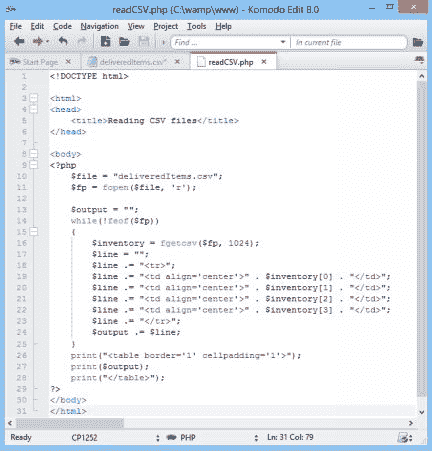 readCSV.php (C:\wamp\www) - Komodo Edit 8.0
File Edit Code Navigation View Project Tools Help
Find ... in current file
Start Page deliveredItems.csv* readCSV.php
1 <!DOCTYPE html>
2
3 <html>
4 <head>
5 <title>Reading CSV files</title>
6 </head>
7
8 <body>
9 <?php
10 $file = "deliveredItems.csv";
11 $fp = fopen($file, 'r');
12
13 $output = "";
14 while(!feof($fp))
15 {
16 $inventory = fgetcsv($fp, 1024);
17 $line = "";
18 $line .= "<tr>";
19 $line .= "<td align='center'>" . $inventory[0] . "</td>";
20 $line .= "<td align='center'>" . $inventory[1] . "</td>";
21 $line .= "<td align='center'>" . $inventory[2] . "</td>";
22 $line .= "<td align='center'>" . $inventory[3] . "</td>";
23 $line .= "</tr>";
24 $output .= $line;
25 }
26 print("<table border='1' cellpadding='1'>");
27 print($output);
28 print("</table>");
29 ?>
30 </body>
31 </html>
Ready CP1252 PHP Ln: 31 Col: 79